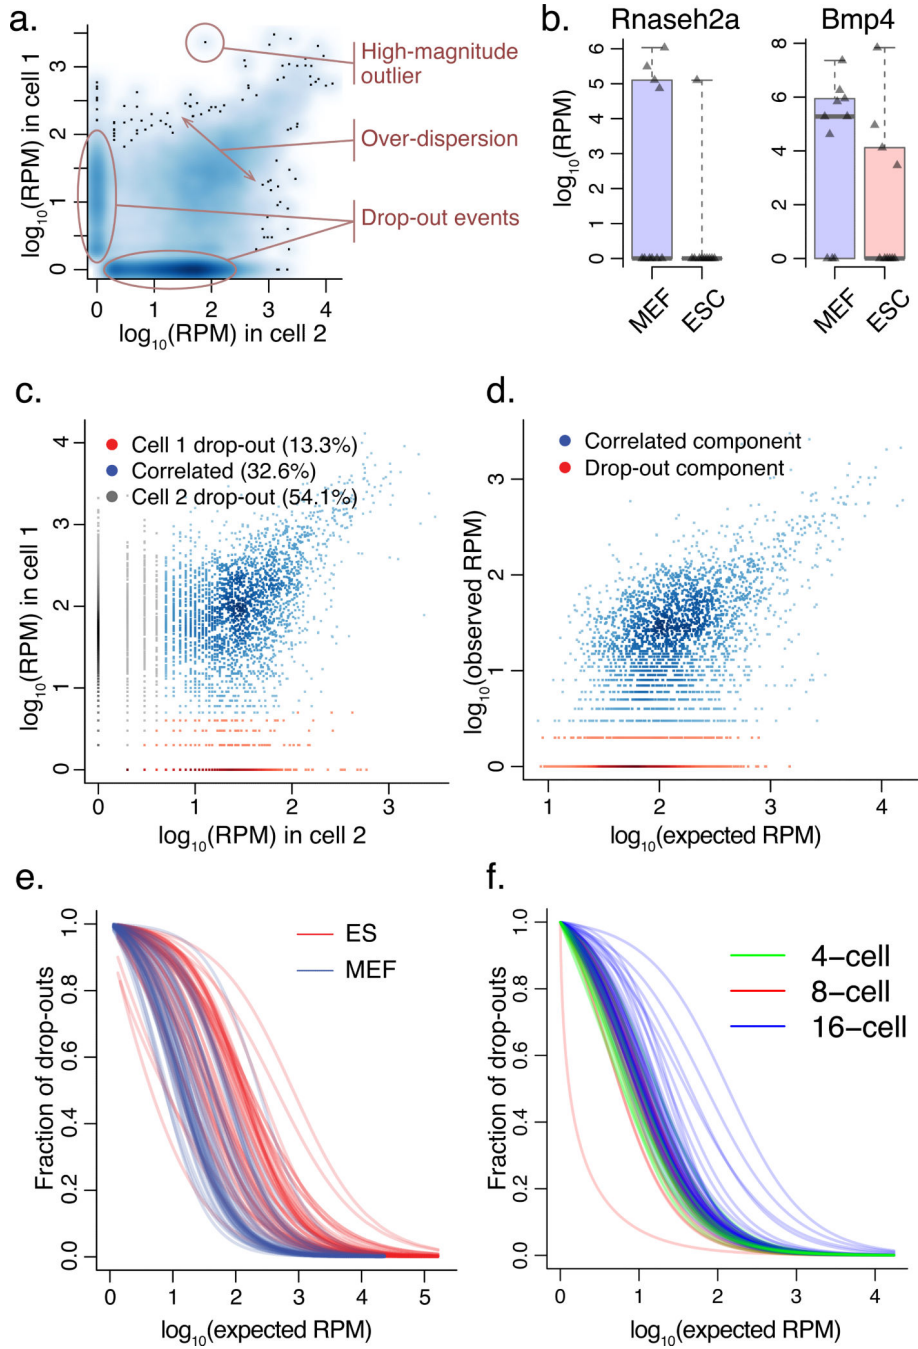 a.
log10(RPM) in cell 1
3
2
1
0
0 1 2 3 4
log10(RPM) in cell 2
High-magnitude
outlier
Over-dispersion
Drop-out events
b.
Rnaseh2a
log10(RPM)
6
5
4
3
2
1
0
MEF
ESC
Bmp4
8
6
4
2
0
MEF
ESC
c.
Cell 1 drop-out (13.3%)
Correlated (32.6%)
Cell 2 drop-out (54.1%)
log10(RPM) in cell 1
4
3
2
1
0
0 1 2 3
log10(RPM) in cell 2
d.
Correlated component
Drop-out component
log10(observed RPM)
3
2
1
0
1 2 3 4
log10(expected RPM)
e.
ES
MEF
Fraction of drop-outs
1.0
0.8
0.6
0.4
0.2
0.0
0 1 2 3 4 5
log10(expected RPM)
f.
4-cell
8-cell
16-cell
Fraction of drop-outs
1.0
0.8
0.6
0.4
0.2
0.0
0 1 2 3 4
log10(expected RPM)